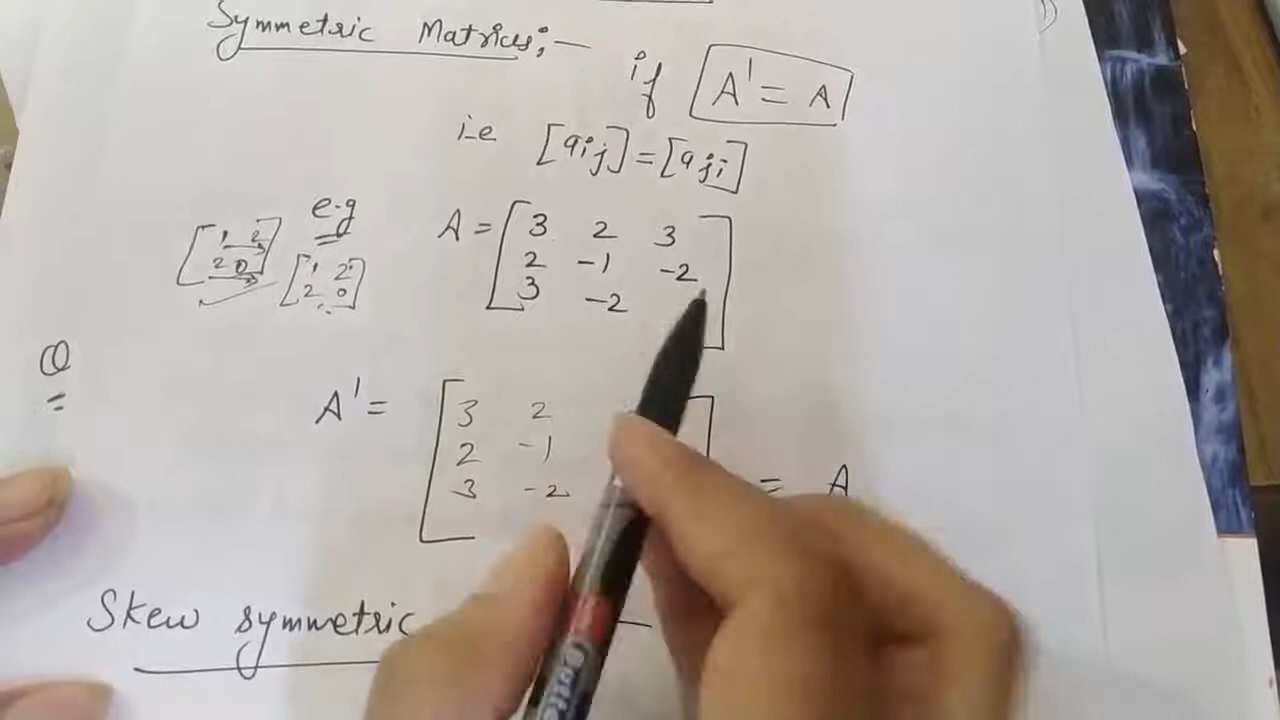 Symmetric Matrices;—
if A' = A
i.e [aij] = [aji]
e.g
[1 2
2 0]
[1 2
2 0]
A = [3 2 3
2 -1 -2
3 -2
Q
=
A' = [3 2
2 -1
3 -2
= A
Skew symmetric —